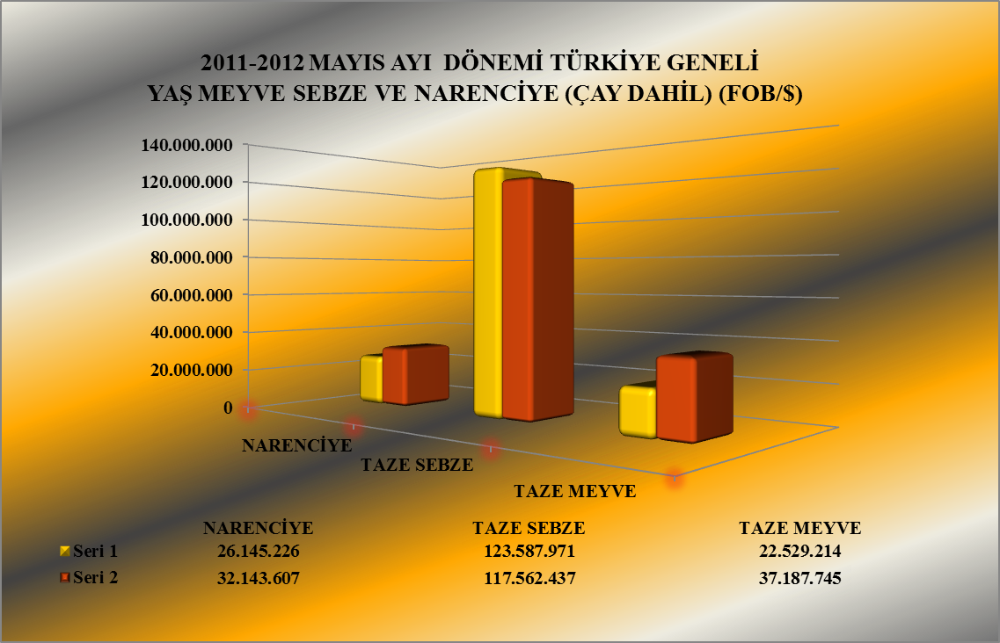 2011-2012 MAYIS AYI DÖNEMİ TÜRKİYE GENELİ
YAŞ MEYVE SEBZE VE NARENCİYE (ÇAY DAHİL) (FOB/$)
140.000.000
120.000.000
100.000.000
80.000.000
60.000.000
40.000.000
20.000.000
0
NARENCİYE
TAZE SEBZE
TAZE MEYVE
NARENCİYE TAZE SEBZE TAZE MEYVE
Seri 1 26.145.226 123.587.971 22.529.214
Seri 2 32.143.607 117.562.437 37.187.745